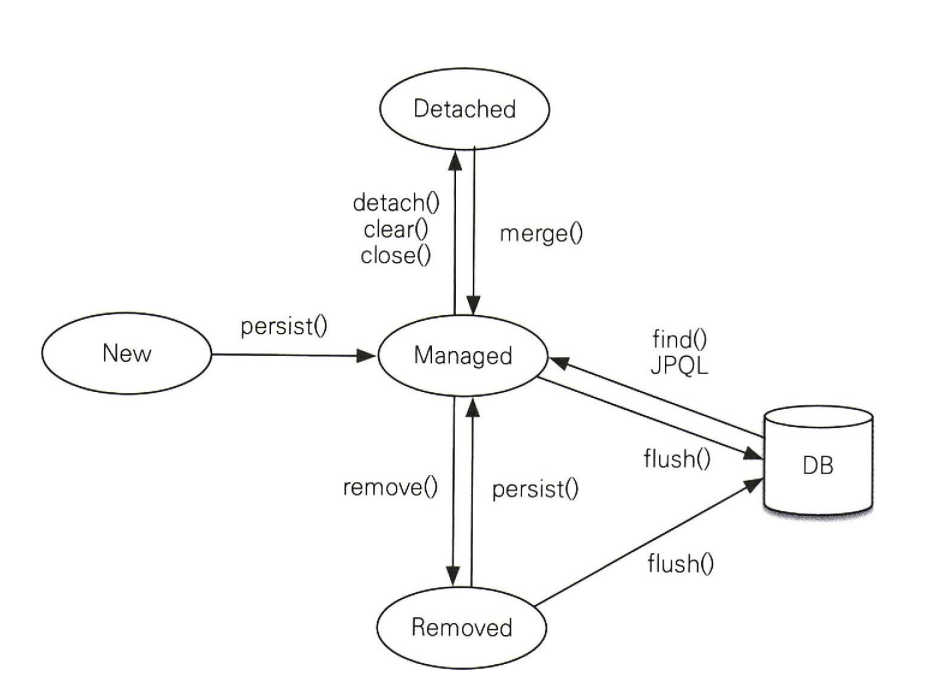 Detached
detach()
clear()
close()
merge()
New
persist()
Managed
find()
JPQL
flush()
DB
remove()
persist()
flush()
Removed